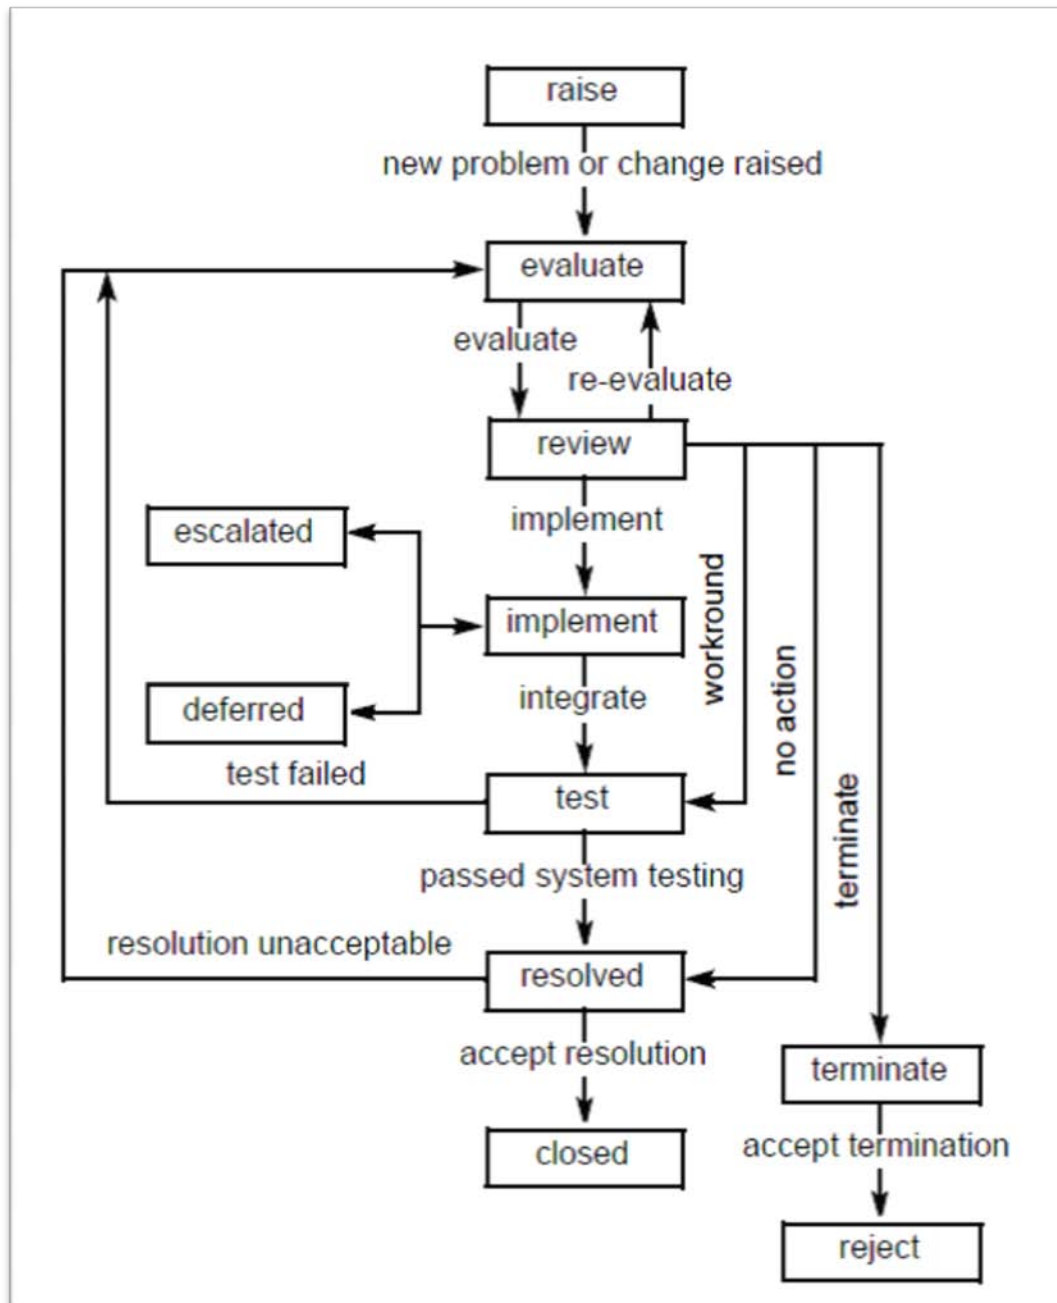 raise
new problem or change raised
evaluate
evaluate
re-evaluate
review
implement
escalated
implement
workround
no action
integrate
deferred
test failed
test
terminate
passed system testing
resolution unacceptable
resolved
accept resolution
terminate
closed
accept termination
reject